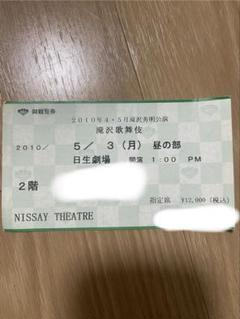 御観覧券
2010年4・5月滝沢秀明公演
滝沢歌舞伎
2010/ 5/ 3(月) 昼の部
日生劇場 開演 1:00 PM
2階
指定席 ¥12,000(税込)
NISSAY THEATRE